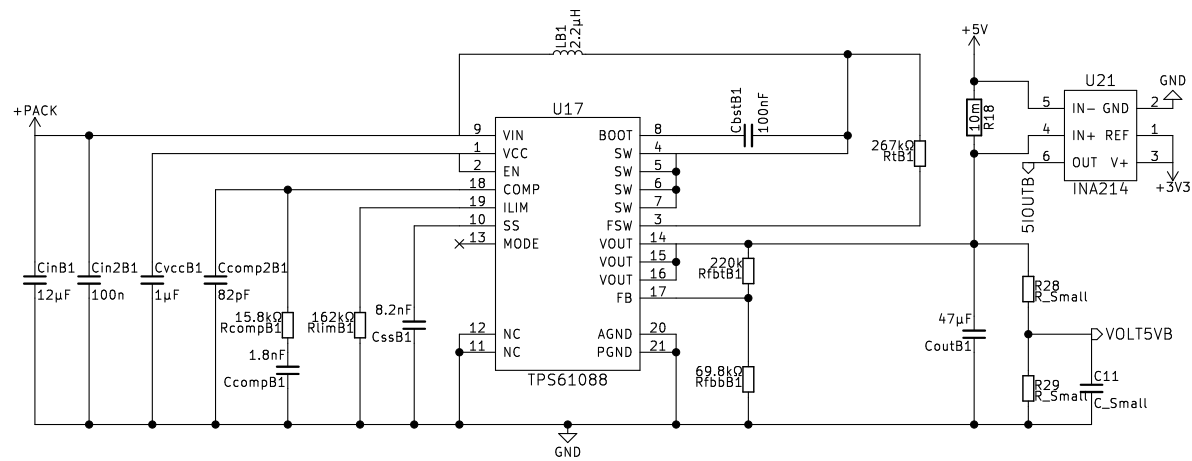 LB1
2.2µH
+5V
+PACK
U17
CbstB1
100nF
10m
R18
U21
GND
5 IN- GND 2
4 IN+ REF 1
6 OUT V+ 3
INA214
+3V3
5IOUTB
9 VIN BOOT 8
1 VCC SW 4
2 EN SW 5
18 COMP SW 6
19 ILIM SW 7
10 SS FSW 3
13 MODE VOUT 14
VOUT 15
VOUT 16
FB 17
12 NC AGND 20
11 NC PGND 21
TPS61088
267kΩ
RtB1
CinB1
12µF
Cin2B1
100n
CvccB1
1µF
Ccomp2B1
82pF
15.8kΩ
RcompB1
1.8nF
CcompB1
162kΩ
RlimB1
8.2nF
CssB1
220k
RfbtB1
69.8kΩ
RfbbB1
47µF
CoutB1
R28
R_Small
VOLT5VB
R29
R_Small
C11
C_Small
GND